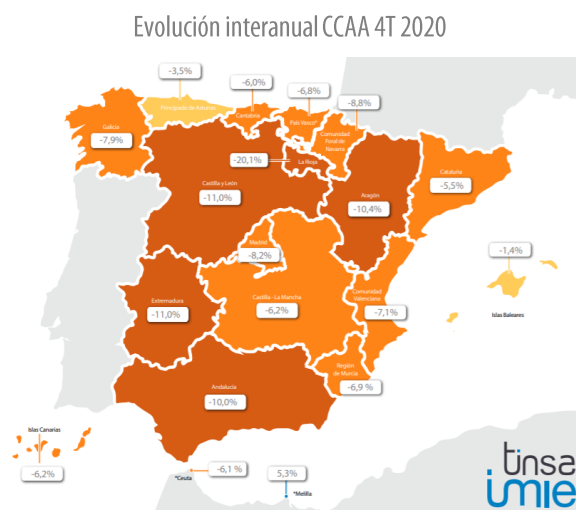 Evolución interanual CCAA 4T 2020
-3,5%
-6,0%
-6,8%
-8,8%
Principado de Asturias
Cantabria
País Vasco*
Galicia
-7,9%
Comunidad
Foral de
Navarra
-20,1%
La Rioja
Cataluña
-5,5%
Castilla y León
-11,0%
Aragón
-10,4%
Madrid
-8,2%
-1,4%
Islas Baleares
Extremadura
-11,0%
Castilla - La Mancha
-6,2%
Comunidad
Valenciana
-7,1%
Región
de Murcia
-6,9 %
Andalucía
-10,0%
Islas Canarias
-6,2%
-6,1 %
*Ceuta
5,3%
*Melilla
tinsa
imie